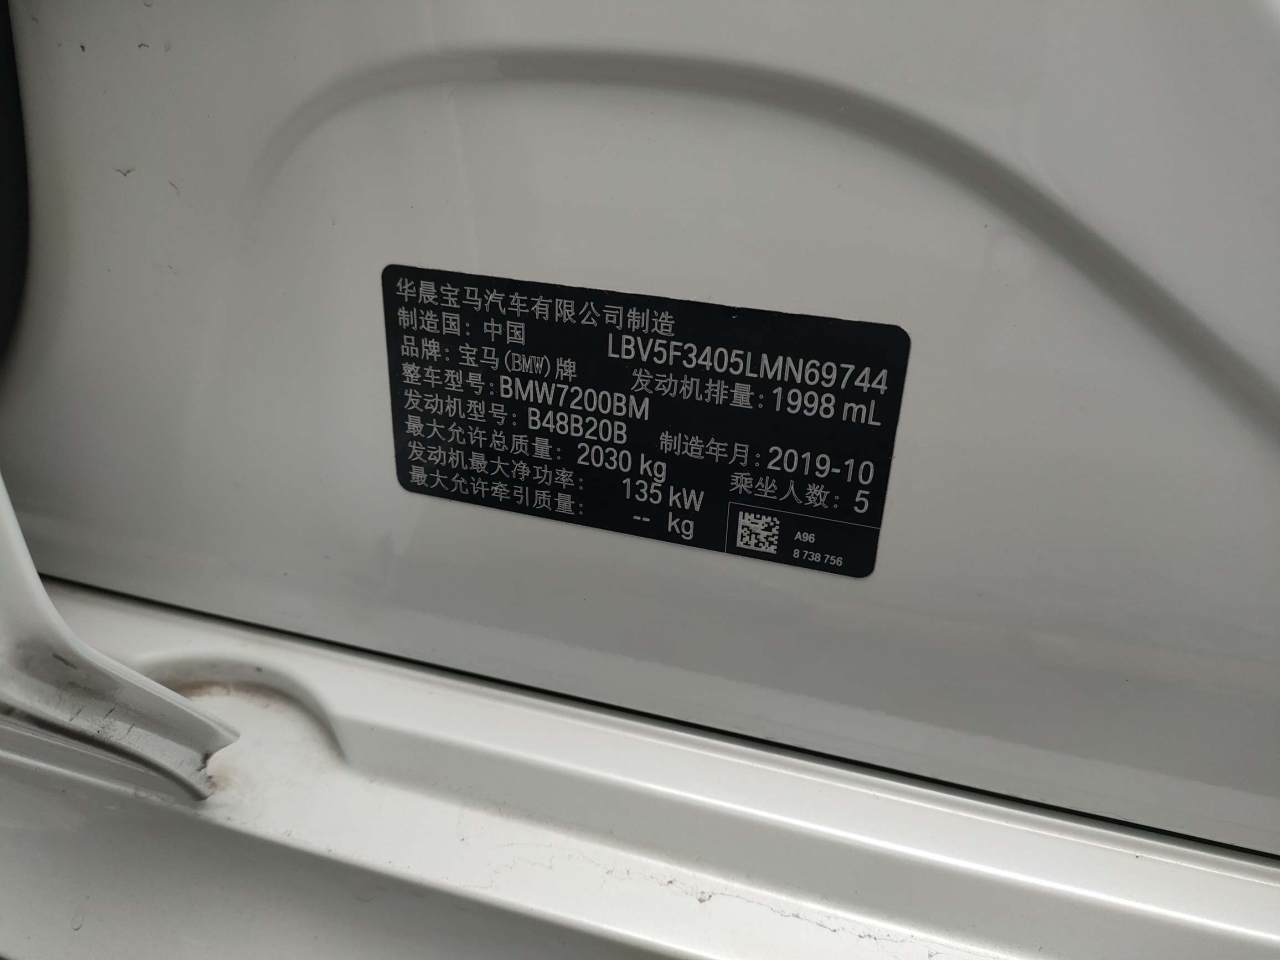 华晨宝马汽车有限公司制造
制造国: 中国
LBV5F3405LMN69744
品牌: 宝马(BMW)牌
发动机排量: 1998 mL
整车型号: BMW7200BM
发动机型号: B48B20B
制造年月: 2019-10
最大允许总质量: 2030 kg
乘坐人数: 5
发动机最大净功率: 135 kW
最大允许牵引质量: -- kg
A96
8 738 756